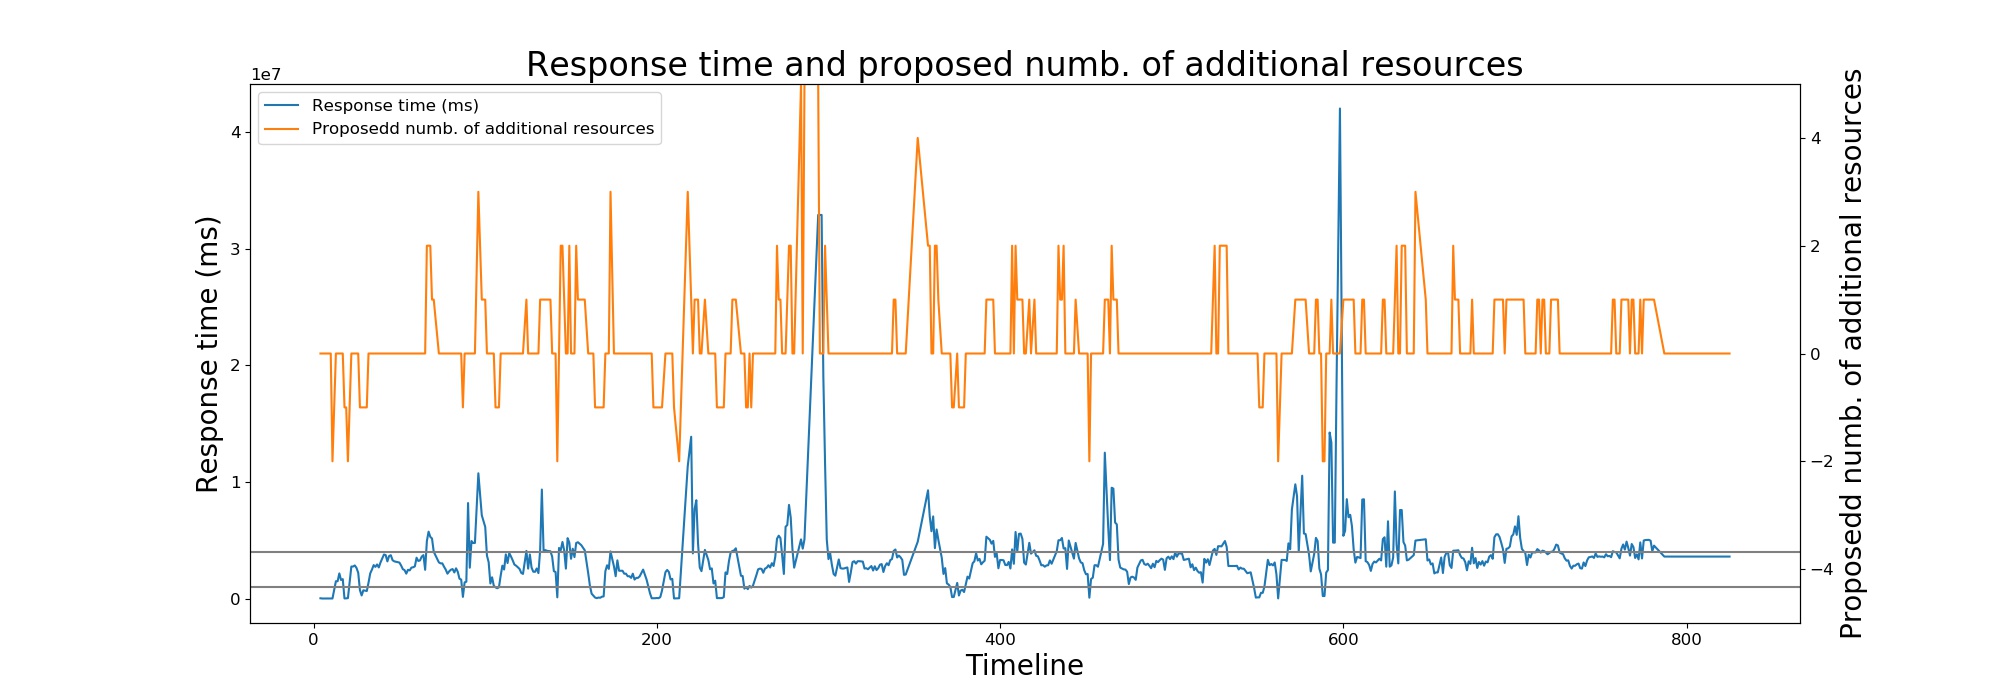 Response time and proposed numb. of additional resources
1e7
Response time (ms)
Proposedd numb. of additional resources
4
3
2
1
0
Response time (ms)
4
2
0
−2
−4
Proposedd numb. of additional resources
0
200
400
600
800
Timeline